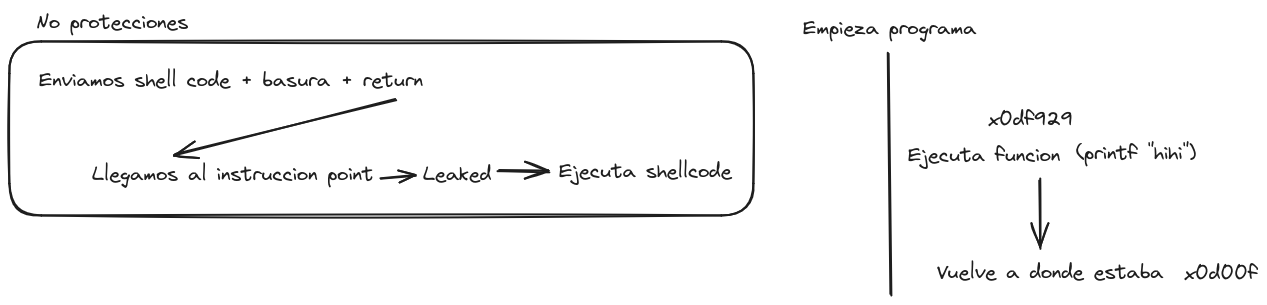 No protecciones
Enviamos shell code + basura + return
Llegamos al instruccion point
Leaked
Ejecuta shellcode
Empieza programa
x0df929
Ejecuta funcion (printf "hihi")
Vuelve a donde estaba x0d00f